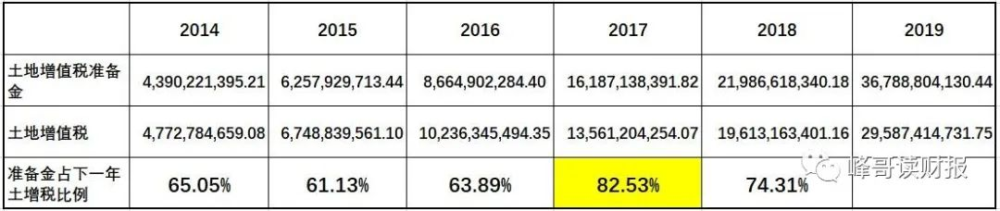 2014 2015 2016 2017 2018 2019
土地增值税准备
金
4,390,221,395.21 6,257,929,713.44 8,664,902,284.40 16,187,138,391.82 21,986,618,340.18 36,788,804,130.44
土地增值税 4,772,784,659.08 6,748,839,561.10 10,236,345,494.35 13,561,204,254.07 19,613,163,401.16 29,587,414,731.75
准备金占下一年
土增税比例
65.05% 61.13% 63.89% 82.53% 74.31%
峰哥读财报